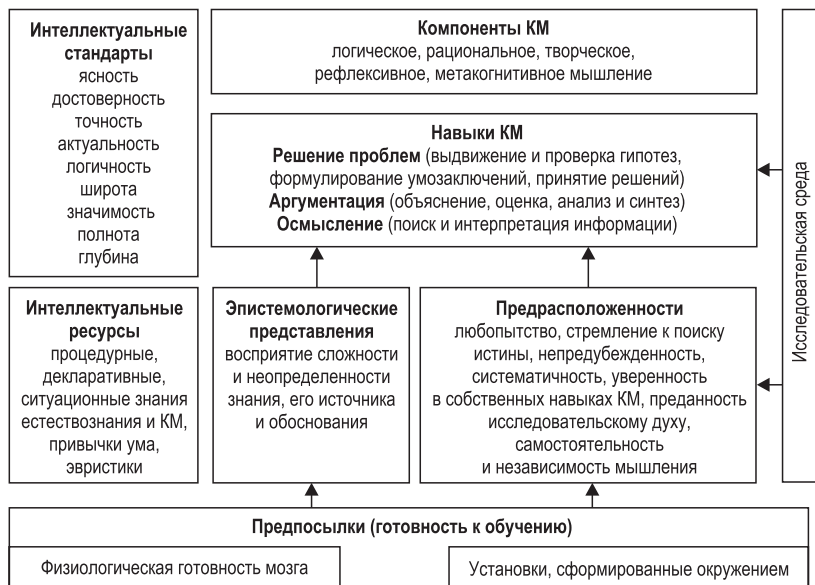 Интеллектуальные
стандарты
ясность
достоверность
точность
актуальность
логичность
широта
значимость
полнота
глубина
Компоненты КМ
логическое, рациональное, творческое,
рефлексивное, метакогнитивное мышление
Навыки КМ
Решение проблем (выдвижение и проверка гипотез,
формулирование умозаключений, принятие решений)
Аргументация (объяснение, оценка, анализ и синтез)
Осмысление (поиск и интерпретация информации)
Интеллектуальные
ресурсы
процедурные,
декларативные,
ситуационные знания
естествознания и КМ,
привычки ума,
эвристики
Эпистемологические
представления
восприятие сложности
и неопределенности
знания, его источника
и обоснования
Предрасположенности
любопытство, стремление к поиску
истины, непредубежденность,
систематичность, уверенность
в собственных навыках КМ, преданность
исследовательскому духу,
самостоятельность
и независимость мышления
Исследовательская среда
Предпосылки (готовность к обучению)
Физиологическая готовность мозга
Установки, сформированные окружением